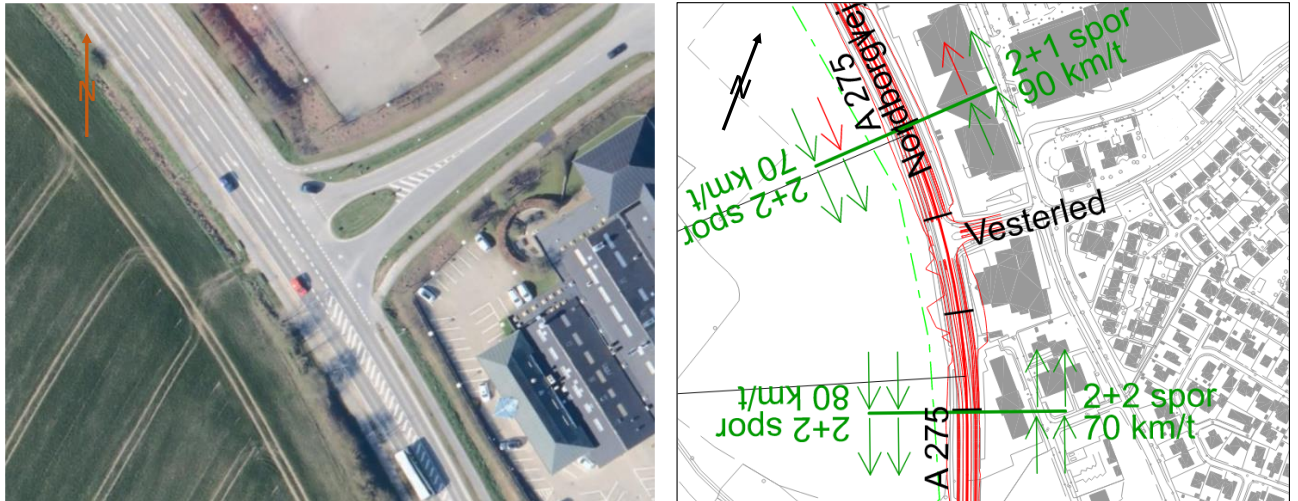 N
N
A 275
Nordborgvej
2+1 spor
90 km/t
2+2 spor
70 km/t
Vesterled
2+2 spor
80 km/t
2+2 spor
70 km/t
A 275